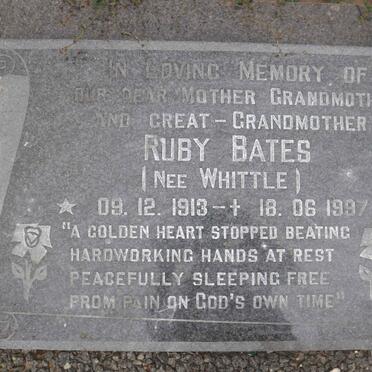 IN LOVING MEMORY OF
OUR DEAR MOTHER GRANDMOTH
AND GREAT-GRANDMOTHER
RUBY BATES
(NEE WHITTLE)
09. 12. 1913 - † 18. 06 1997
"A GOLDEN HEART STOPPED BEATING
HARDWORKING HANDS AT REST
PEACEFULLY SLEEPING FREE
FROM PAIN ON GOD'S OWN TIME"